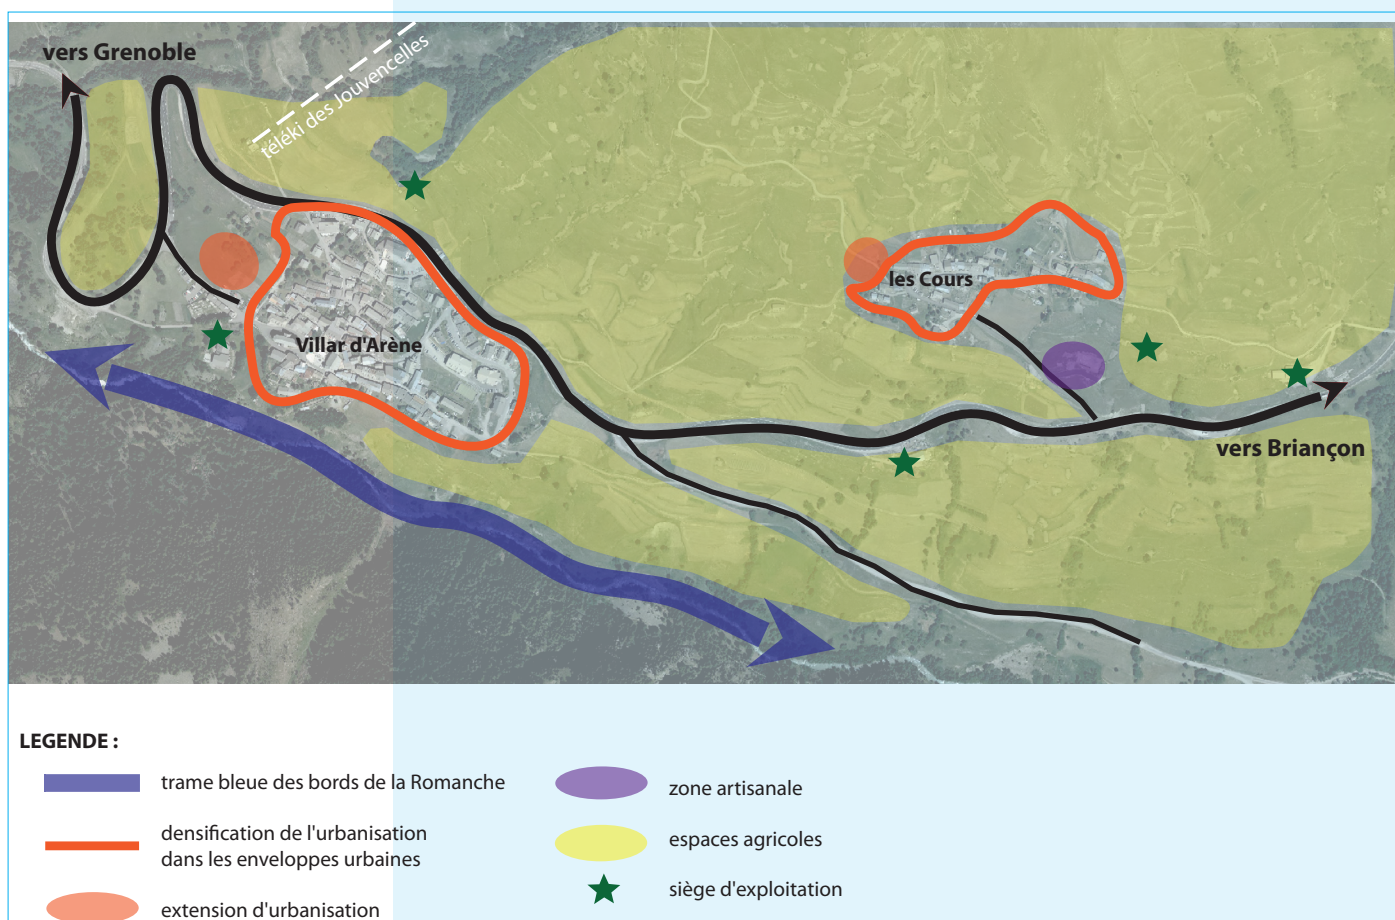 vers Grenoble
téléki des Jouvencelles
les Cours
Villar d'Arène
vers Briançon
LEGENDE :
trame bleue des bords de la Romanche
densification de l'urbanisation
dans les enveloppes urbaines
extension d'urbanisation
zone artisanale
espaces agricoles
siège d'exploitation